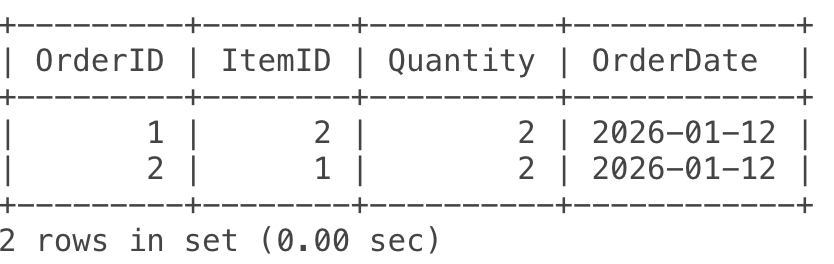 +---------+--------+----------+------------+
| OrderID | ItemID | Quantity | OrderDate  |
+---------+--------+----------+------------+
|       1 |      2 |        2 | 2026-01-12 |
|       2 |      1 |        2 | 2026-01-12 |
+---------+--------+----------+------------+
2 rows in set (0.00 sec)